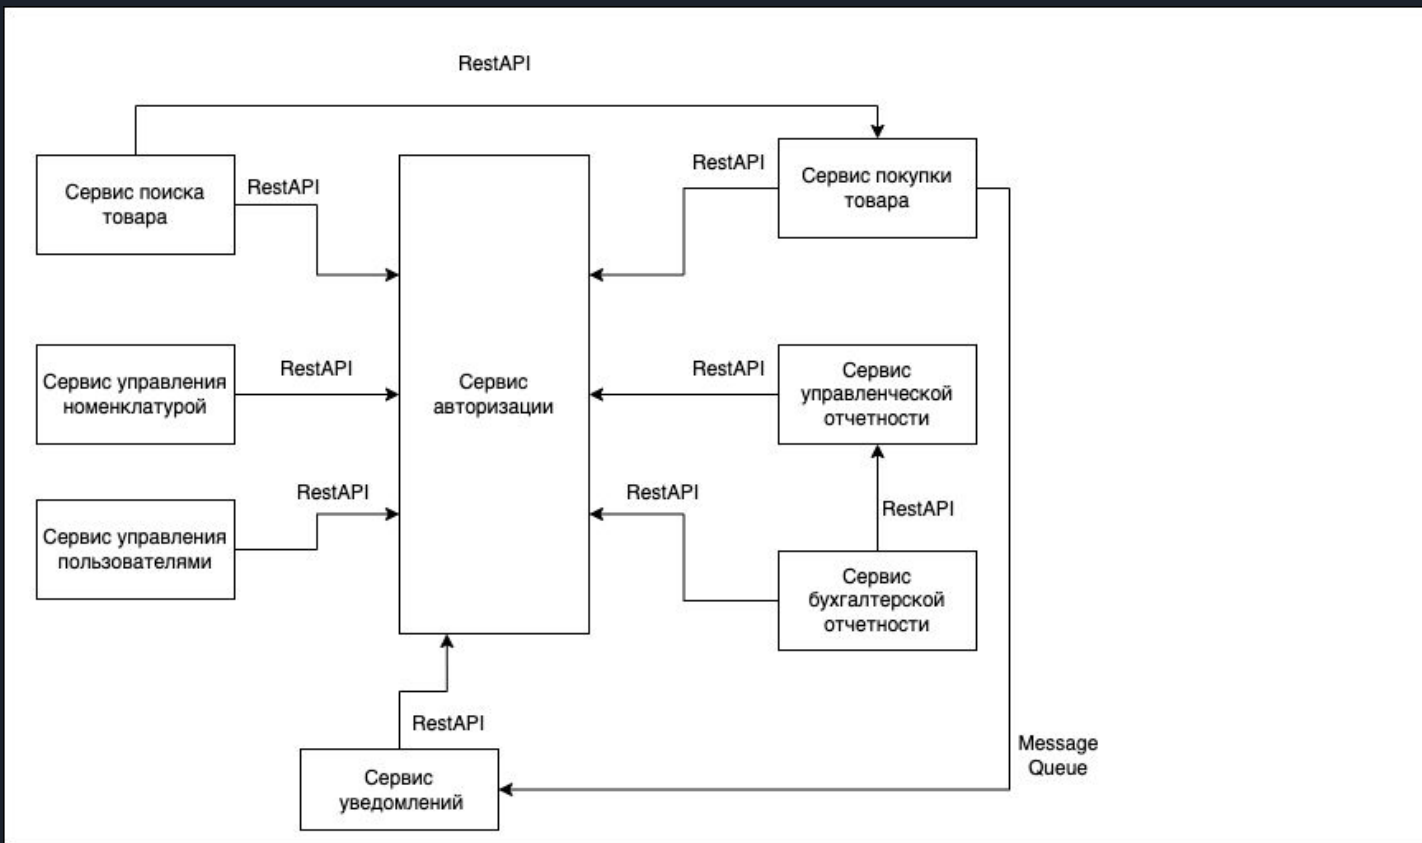 RestAPI
Сервис поиска
товара
RestAPI
RestAPI
Сервис покупки
товара
Сервис управления
номенклатурой
RestAPI
Сервис
авторизации
RestAPI
Сервис
управленческой
отчетности
Сервис управления
пользователями
RestAPI
RestAPI
RestAPI
Сервис
бухгалтерской
отчетности
RestAPI
Сервис
уведомлений
Message
Queue